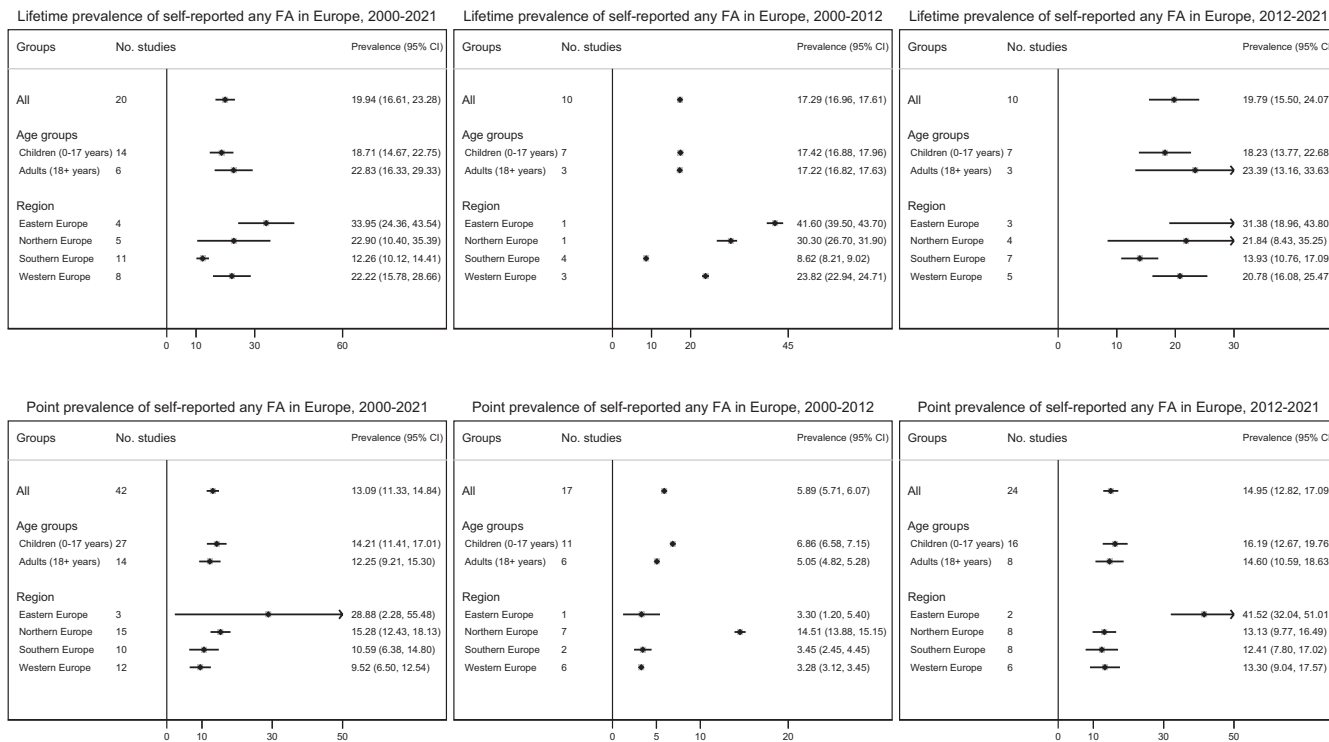 Lifetime prevalence of self-reported any FA in Europe, 2000-2021
Groups No. studies Prevalence (95% CI)
All 20 19.94 (16.61, 23.28)
Age groups
Children (0-17 years) 14 18.71 (14.67, 22.75)
Adults (18+ years) 6 22.83 (16.33, 29.33)
Region
Eastern Europe 4 33.95 (24.36, 43.54)
Northern Europe 5 22.90 (10.40, 35.39)
Southern Europe 11 12.26 (10.12, 14.41)
Western Europe 8 22.22 (15.78, 28.66)
0 10 30 60
Lifetime prevalence of self-reported any FA in Europe, 2000-2012
Groups No. studies Prevalence (95% CI)
All 10 17.29 (16.96, 17.61)
Age groups
Children (0-17 years) 7 17.42 (16.88, 17.96)
Adults (18+ years) 3 17.22 (16.82, 17.63)
Region
Eastern Europe 1 41.60 (39.50, 43.70)
Northern Europe 1 30.30 (26.70, 31.90)
Southern Europe 4 8.62 (8.21, 9.02)
Western Europe 3 23.82 (22.94, 24.71)
0 10 20 45
Lifetime prevalence of self-reported any FA in Europe, 2012-2021
Groups No. studies Prevalence (95% CI
All 10 19.79 (15.50, 24.07
Age groups
Children (0-17 years) 7 18.23 (13.77, 22.68
Adults (18+ years) 3 23.39 (13.16, 33.63
Region
Eastern Europe 3 31.38 (18.96, 43.80
Northern Europe 4 21.84 (8.43, 35.25)
Southern Europe 7 13.93 (10.76, 17.09
Western Europe 5 20.78 (16.08, 25.47
0 10 20 30
Point prevalence of self-reported any FA in Europe, 2000-2021
Groups No. studies Prevalence (95% CI)
All 42 13.09 (11.33, 14.84)
Age groups
Children (0-17 years) 27 14.21 (11.41, 17.01)
Adults (18+ years) 14 12.25 (9.21, 15.30)
Region
Eastern Europe 3 28.88 (2.28, 55.48)
Northern Europe 15 15.28 (12.43, 18.13)
Southern Europe 10 10.59 (6.38, 14.80)
Western Europe 12 9.52 (6.50, 12.54)
0 10 30 50
Point prevalence of self-reported any FA in Europe, 2000-2012
Groups No. studies Prevalence (95% CI)
All 17 5.89 (5.71, 6.07)
Age groups
Children (0-17 years) 11 6.86 (6.58, 7.15)
Adults (18+ years) 6 5.05 (4.82, 5.28)
Region
Eastern Europe 1 3.30 (1.20, 5.40)
Northern Europe 7 14.51 (13.88, 15.15)
Southern Europe 2 3.45 (2.45, 4.45)
Western Europe 6 3.28 (3.12, 3.45)
0 5 10 20
Point prevalence of self-reported any FA in Europe, 2012-2021
Groups No. studies Prevalence (95% CI
All 24 14.95 (12.82, 17.09
Age groups
Children (0-17 years) 16 16.19 (12.67, 19.76
Adults (18+ years) 8 14.60 (10.59, 18.63
Region
Eastern Europe 2 41.52 (32.04, 51.01
Northern Europe 8 13.13 (9.77, 16.49)
Southern Europe 8 12.41 (7.80, 17.02)
Western Europe 6 13.30 (9.04, 17.57)
0 10 20 50